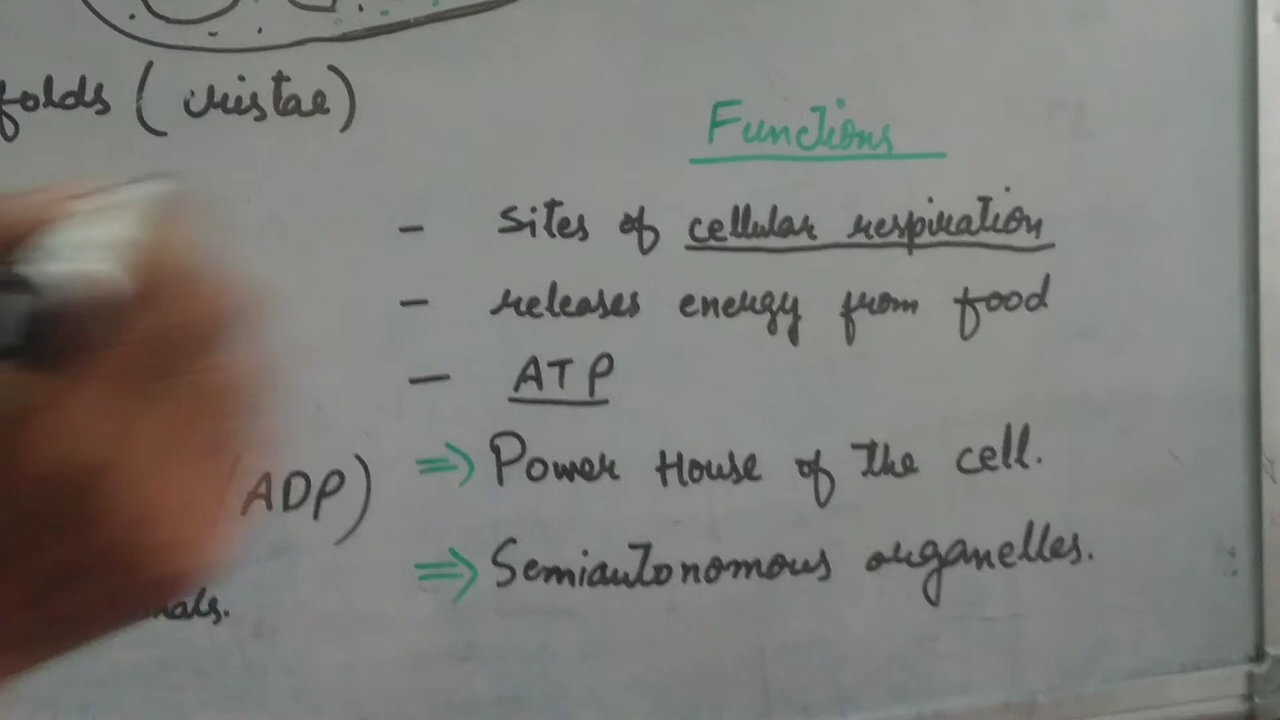 folds (cristae)
Functions
- Sites of cellular respiration
- releases energy from food
- ATP
⇒ Power House of the cell.
ADP)
⇒ Semiautonomous organelles.